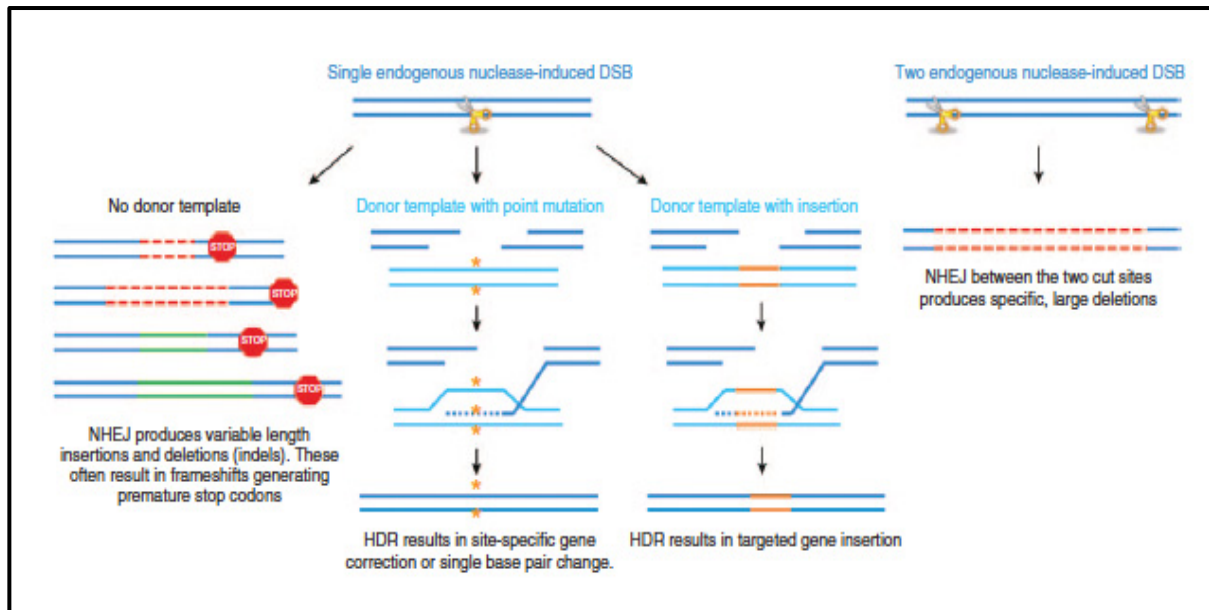 Single endogenous nuclease-induced DSB
Two endogenous nuclease-induced DSB
No donor template
STOP
STOP
STOP
STOP
NHEJ produces variable length
insertions and deletions (indels). These
often result in frameshifts generating
premature stop codons
Donor template with point mutation
*
*
*
*
*
*
*
HDR results in site-specific gene
correction or single base pair change.
Donor template with insertion
HDR results in targeted gene insertion
NHEJ between the two cut sites
produces specific, large deletions